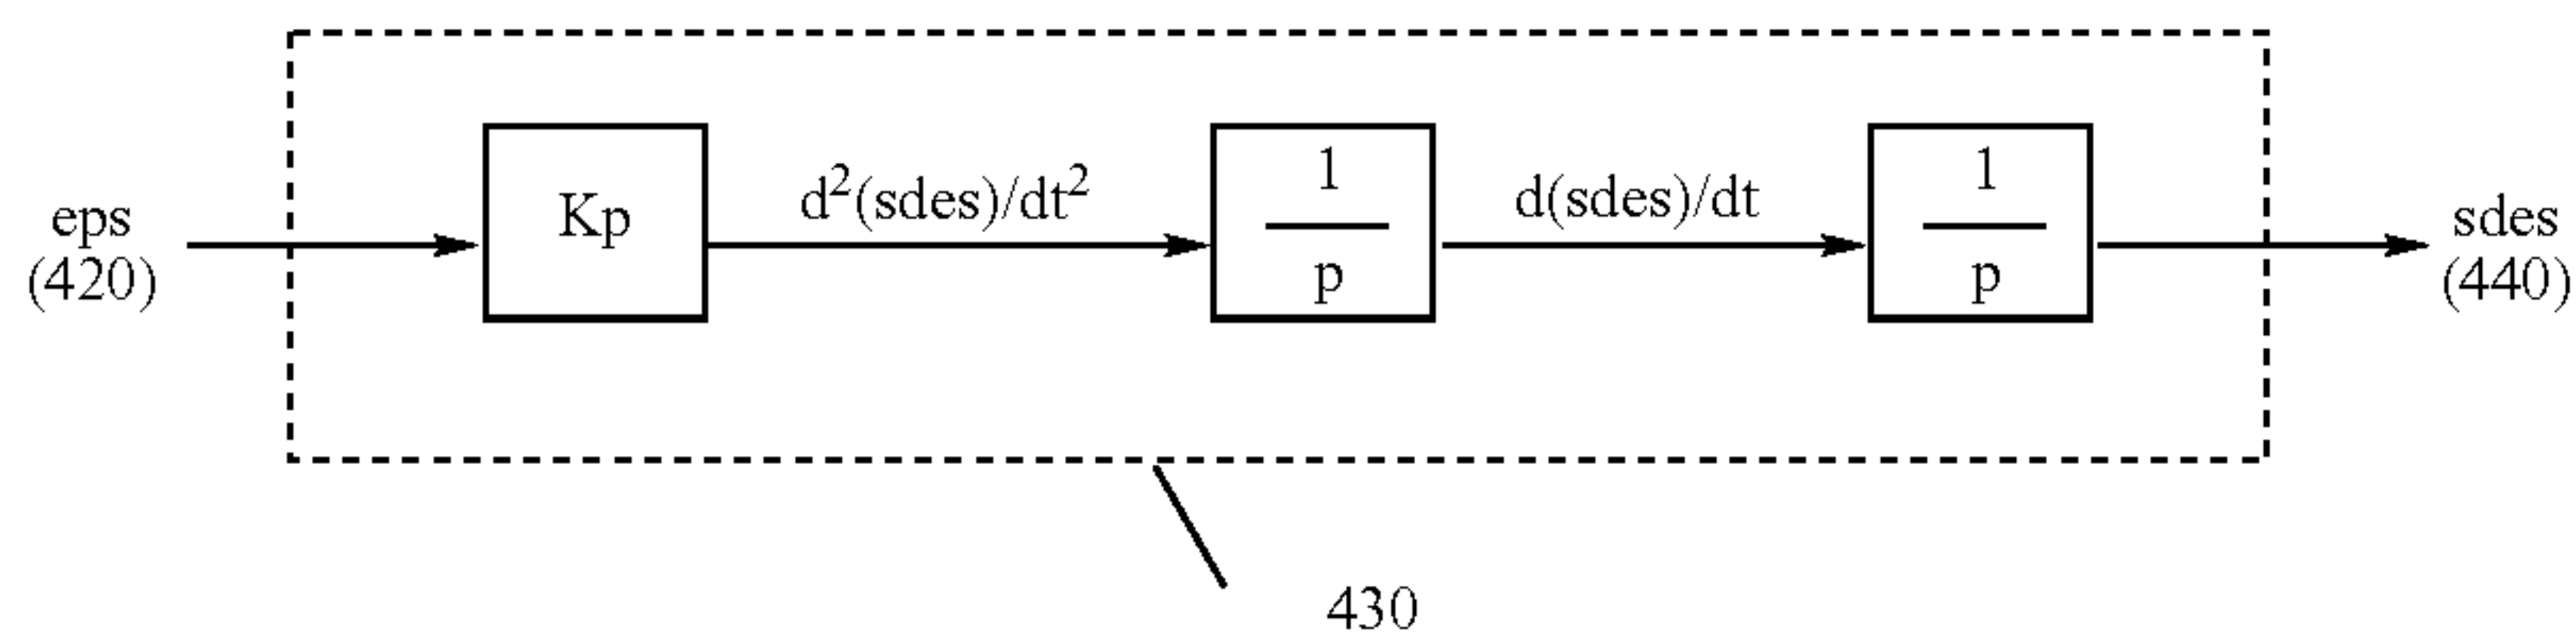 eps
(420)
Kp
d²(sdes)/dt²
1
p
d(sdes)/dt
1
p
sdes
(440)
430